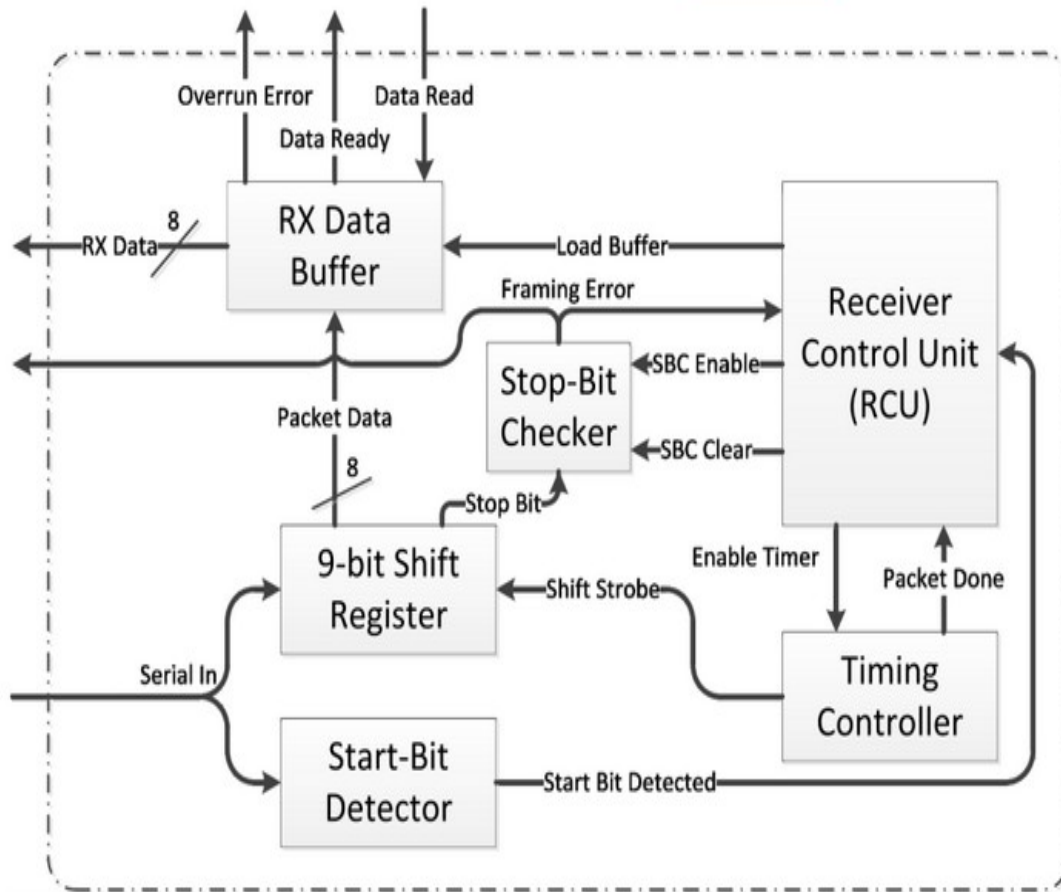 Overrun Error
Data Read
Data Ready
RX Data
Buffer
8
RX Data
Load Buffer
Framing Error
Receiver
Control Unit
(RCU)
Stop-Bit
Checker
SBC Enable
SBC Clear
Packet Data
8
Stop Bit
9-bit Shift
Register
Shift Strobe
Enable Timer
Packet Done
Serial In
Timing
Controller
Start-Bit
Detector
Start Bit Detected